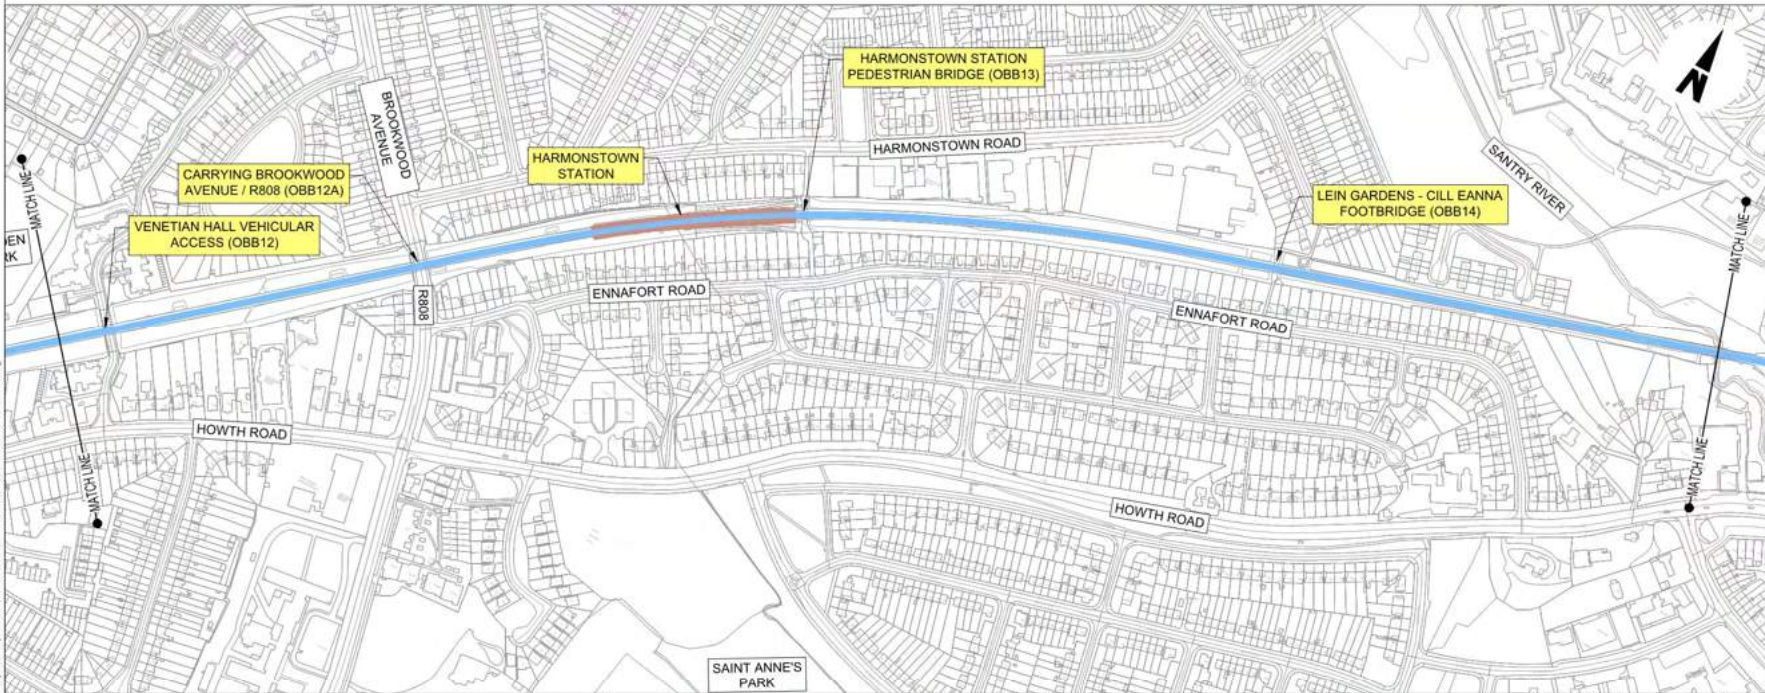 HARMONSTOWN STATION
PEDESTRIAN BRIDGE (OBB13)
N
BROOKWOOD
AVENUE
HARMONSTOWN ROAD
HARMONSTOWN
STATION
SANTRY RIVER
CARRYING BROOKWOOD
AVENUE / R808 (OBB12A)
MATCH LINE
LEIN GARDENS - CILL EANNA
FOOTBRIDGE (OBB14)
VENETIAN HALL VEHICULAR
ACCESS (OBB12)
MATCH LINE
DEN
RK
R808
ENNAFORT ROAD
ENNAFORT ROAD
HOWTH ROAD
MATCH LINE
MATCH LINE
HOWTH ROAD
SAINT ANNE'S
PARK